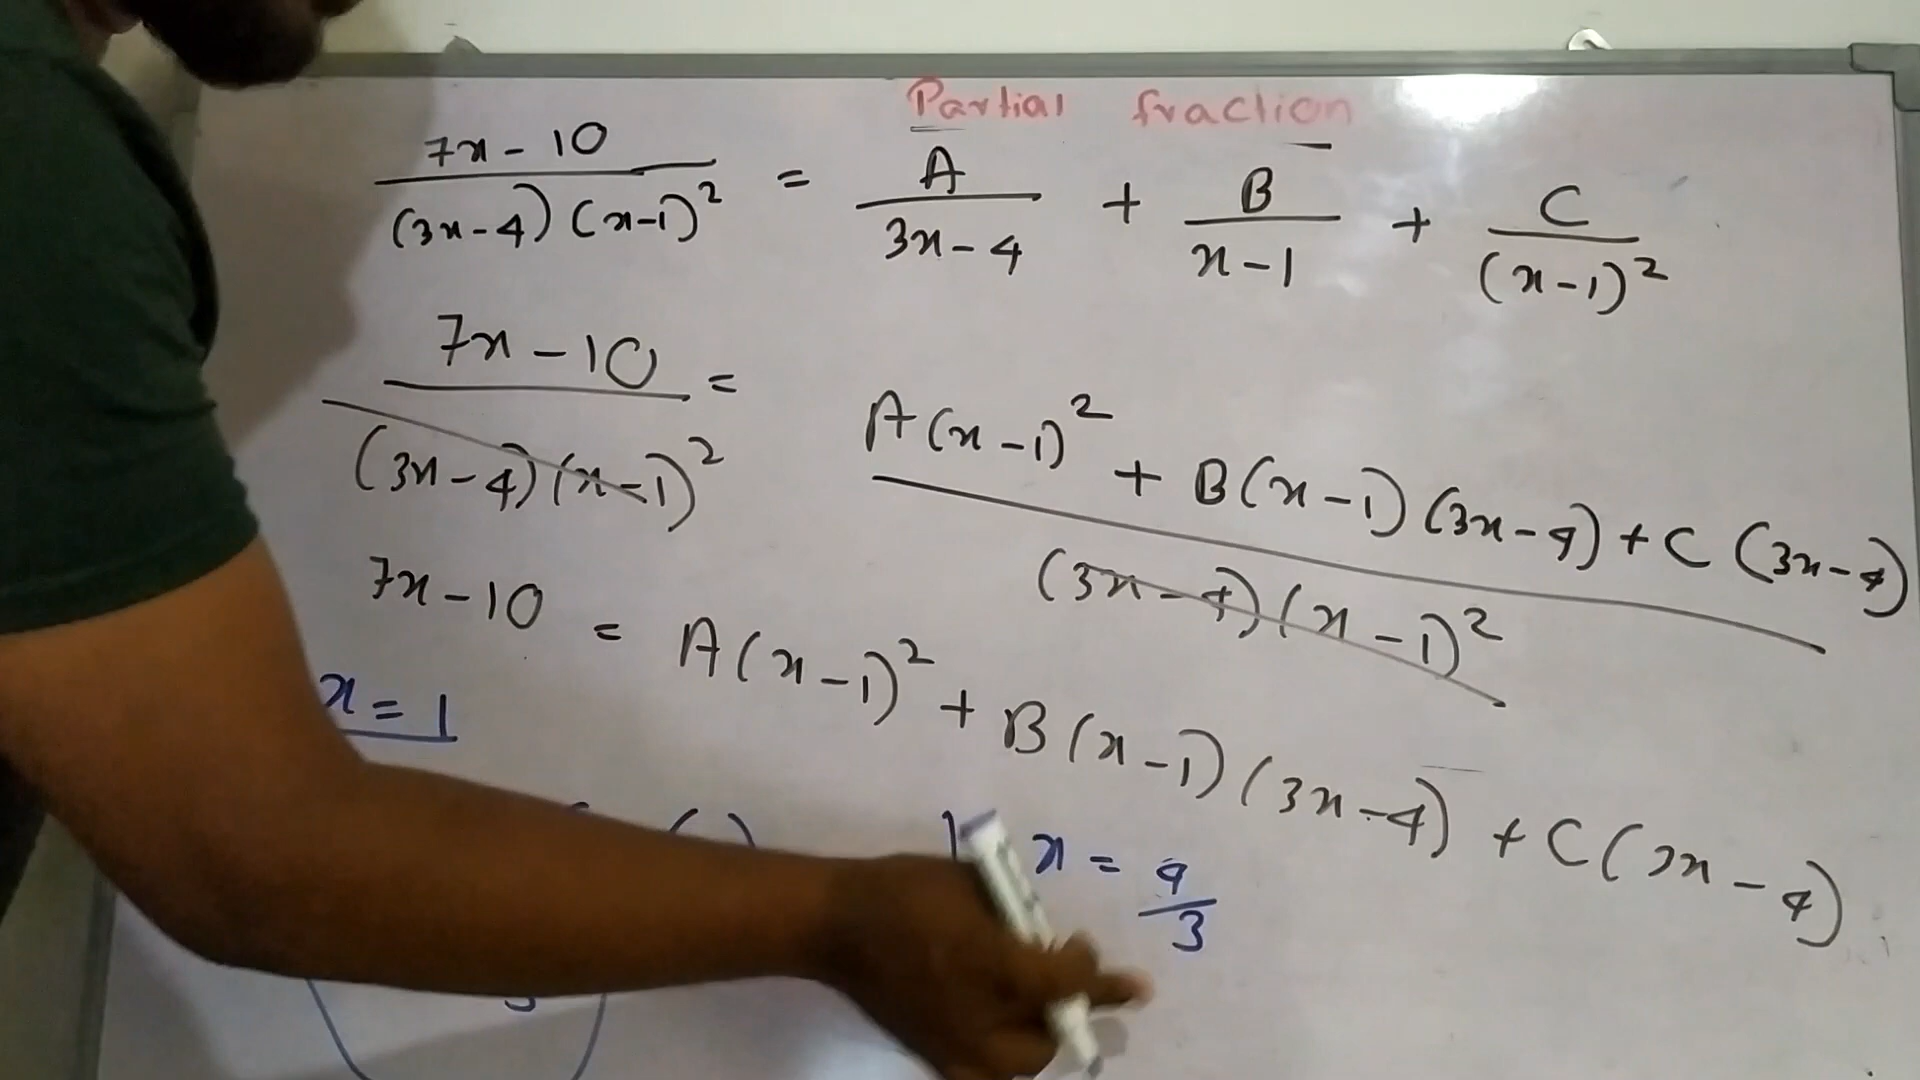 Partial fraction
7x - 10 / (3x-4)(x-1)² = A / 3x-4 + B / x-1 + C / (x-1)²
7x - 10 / (3x-4)(x-1)² = A(x-1)² + B(x-1)(3x-4) + C(3x-4) / (3x-4)(x-1)²
7x-10 = A(x-1)² + B(x-1)(3x-4) + C(3x-4)
x = 1
x = 4/3